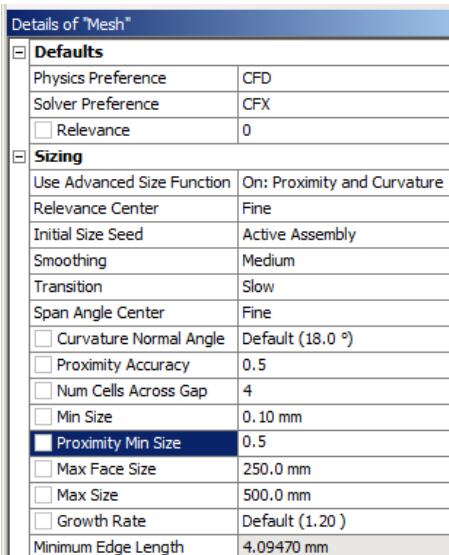 Details of "Mesh"
Defaults
Physics Preference CFD
Solver Preference CFX
Relevance 0
Sizing
Use Advanced Size Function On: Proximity and Curvature
Relevance Center Fine
Initial Size Seed Active Assembly
Smoothing Medium
Transition Slow
Span Angle Center Fine
Curvature Normal Angle Default (18.0 °)
Proximity Accuracy 0.5
Num Cells Across Gap 4
Min Size 0.10 mm
Proximity Min Size 0.5
Max Face Size 250.0 mm
Max Size 500.0 mm
Growth Rate Default (1.20 )
Minimum Edge Length 4.09470 mm